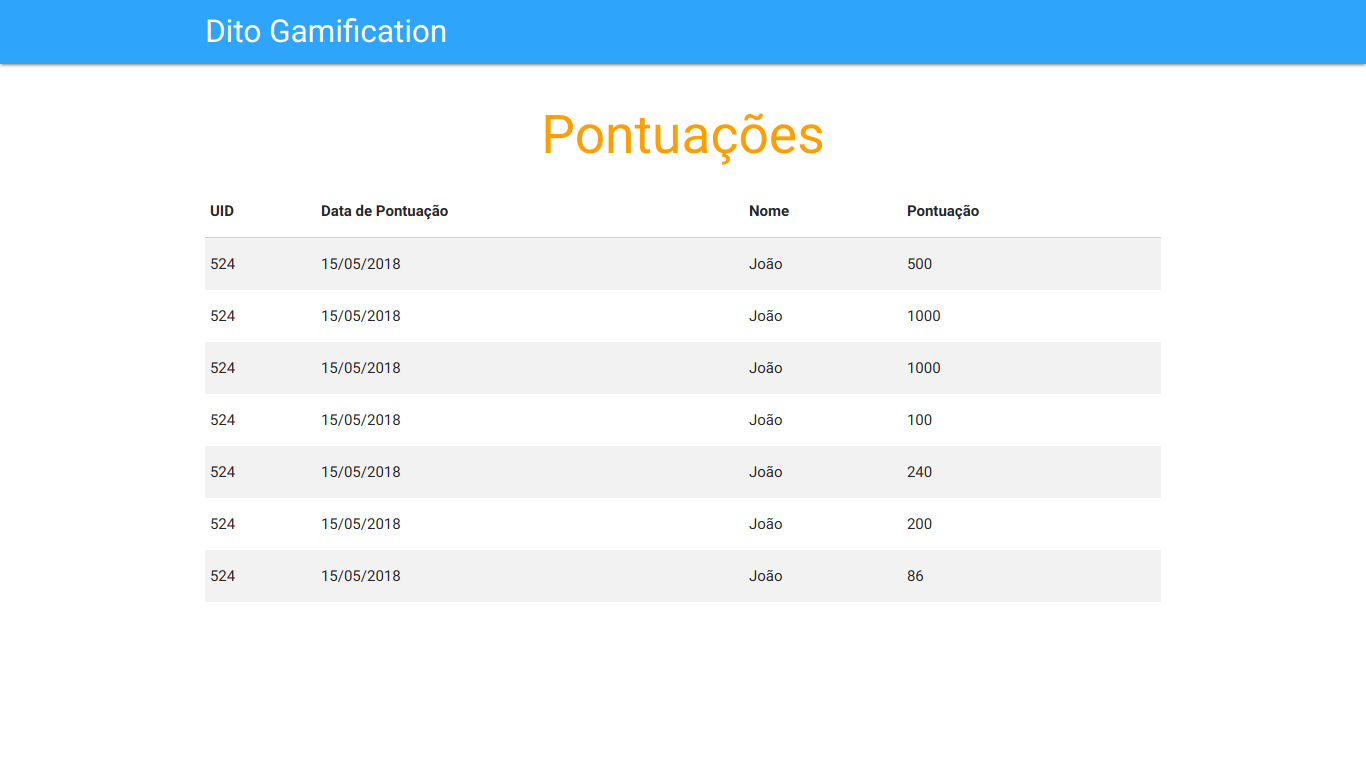 Dito Gamification
Pontuações
UID Data de Pontuação Nome Pontuação
524 15/05/2018 João 500
524 15/05/2018 João 1000
524 15/05/2018 João 1000
524 15/05/2018 João 100
524 15/05/2018 João 240
524 15/05/2018 João 200
524 15/05/2018 João 86